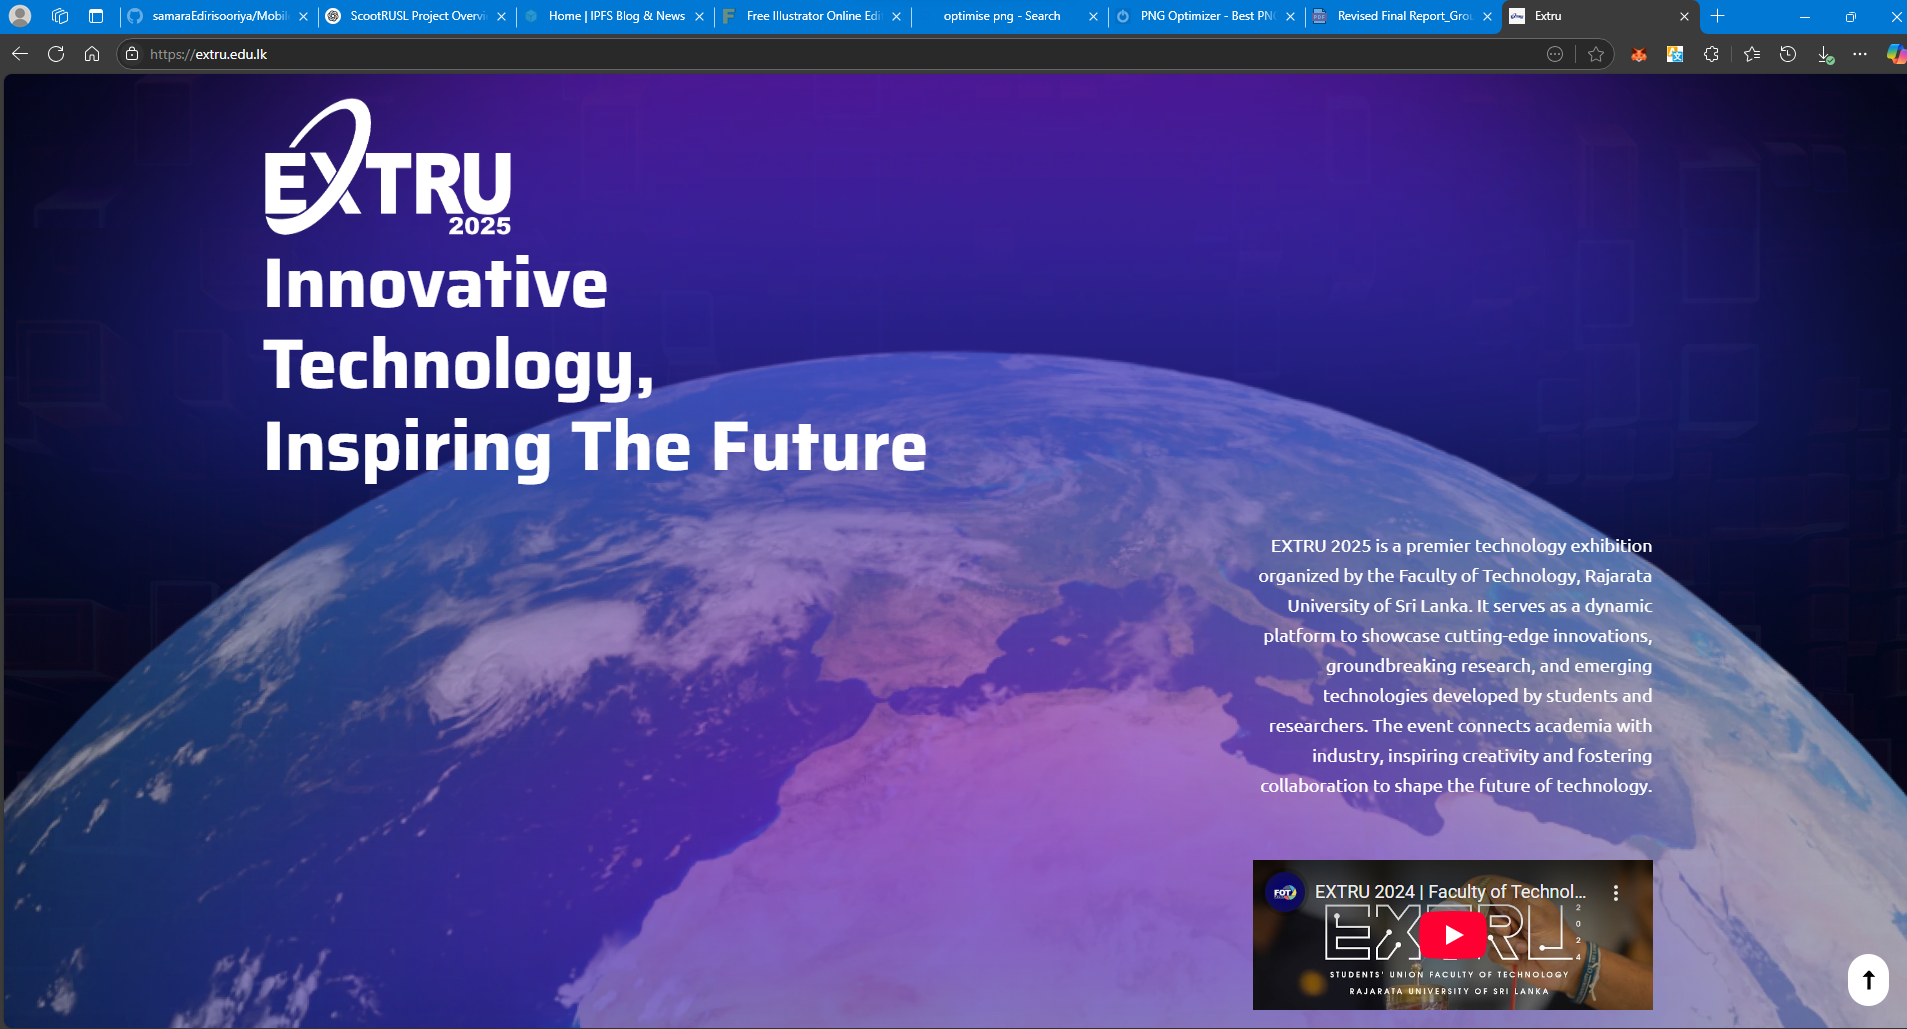 samaraEdirisooriya/Mobil
ScootRUSL Project Overvi
Home | IPFS Blog & News
Free Illustrator Online Edi
optimise png - Search
PNG Optimizer - Best PN
Revised Final Report_Grou
Extru
https://extru.edu.lk
EXTRU
2025
Innovative
Technology,
Inspiring The Future
EXTRU 2025 is a premier technology exhibition
organized by the Faculty of Technology, Rajarata
University of Sri Lanka. It serves as a dynamic
platform to showcase cutting-edge innovations,
groundbreaking research, and emerging
technologies developed by students and
researchers. The event connects academia with
industry, inspiring creativity and fostering
collaboration to shape the future of technology.
FOT
EXTRU 2024 | Faculty of Technol...
EXTRU
2024
STUDENTS' UNION FACULTY OF TECHNOLOGY
RAJARATA UNIVERSITY OF SRI LANKA